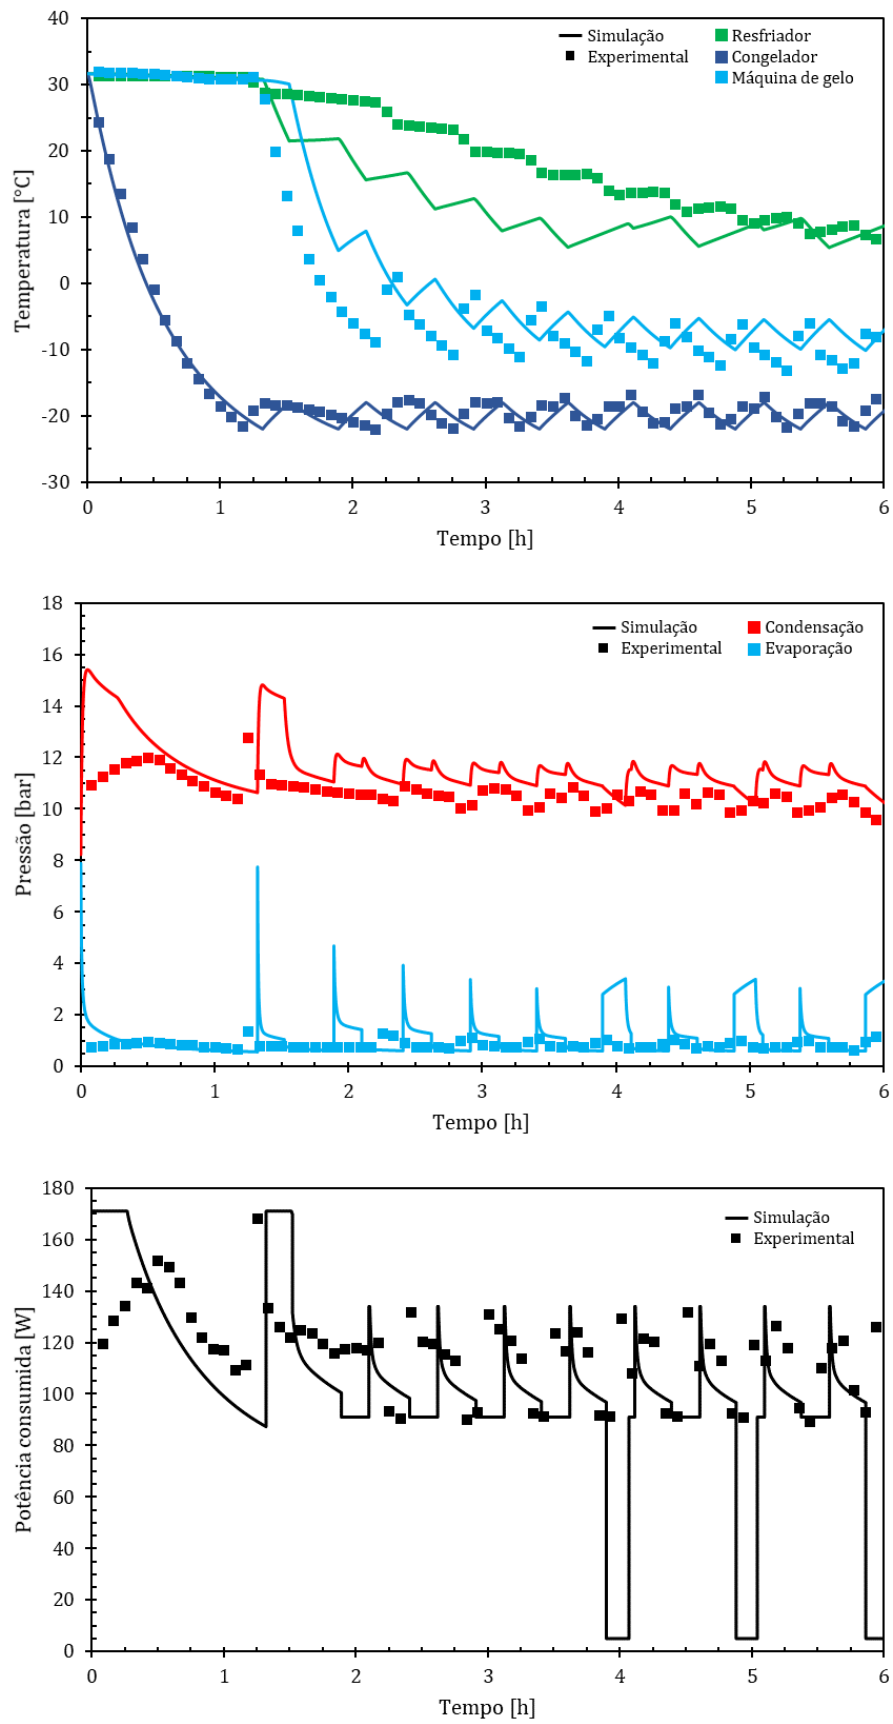 40
30
20
10
0
-10
-20
-30
Temperatura [°C]
Simulação
Experimental
Resfriador
Congelador
Máquina de gelo
0 1 2 3 4 5 6
Tempo [h]
18
16
14
12
10
8
6
4
2
0
Pressão [bar]
Simulação
Experimental
Condensação
Evaporação
0 1 2 3 4 5 6
Tempo [h]
180
160
140
120
100
80
60
40
20
0
Potência consumida [W]
Simulação
Experimental
0 1 2 3 4 5 6
Tempo [h]